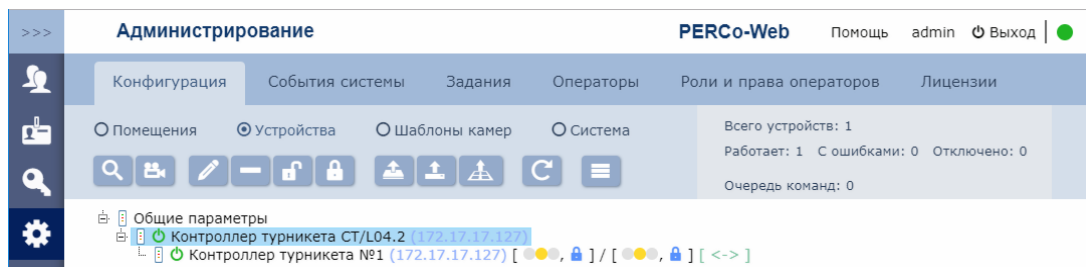 >>> Администрирование PERCo-Web Помощь admin Выход
Конфигурация События системы Задания Операторы Роли и права операторов Лицензии
Помещения Устройства Шаблоны камер Система
Всего устройств: 1
Работает: 1 С ошибками: 0 Отключено: 0
Очередь команд: 0
Общие параметры
Контроллер турникета CT/L04.2 (172.17.17.127)
Контроллер турникета №1 (172.17.17.127) [ , ] / [ , ] [ <-> ]